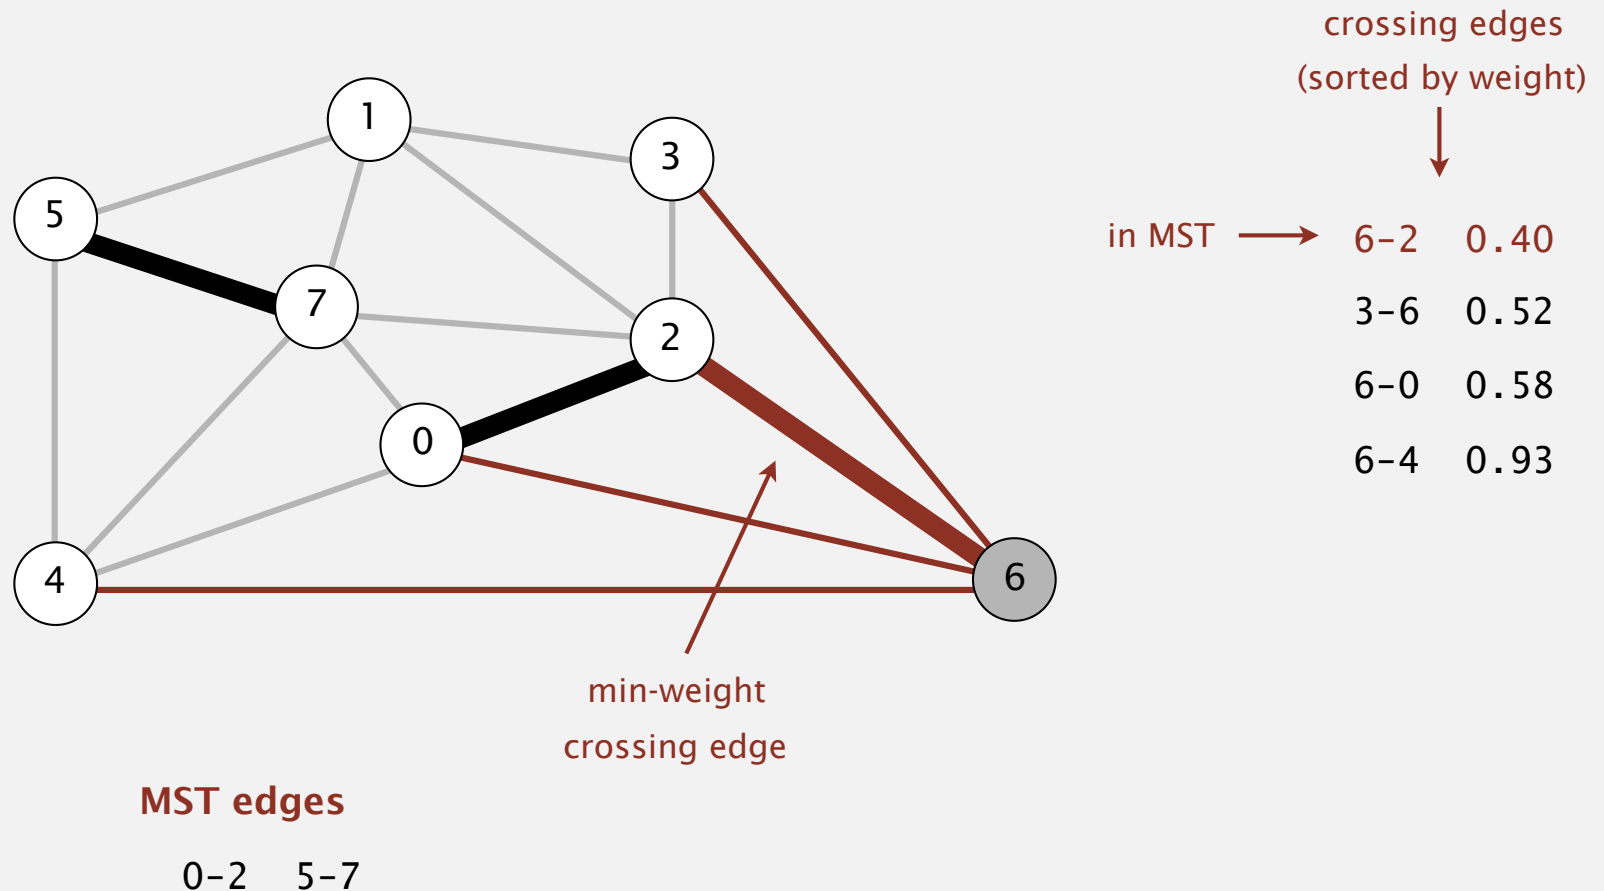 crossing edges
(sorted by weight)
1
3
5
in MST
6-2 0.40
7
3-6 0.52
2
6-0 0.58
0
6-4 0.93
4
6
min-weight
crossing edge
MST edges
0-2 5-7